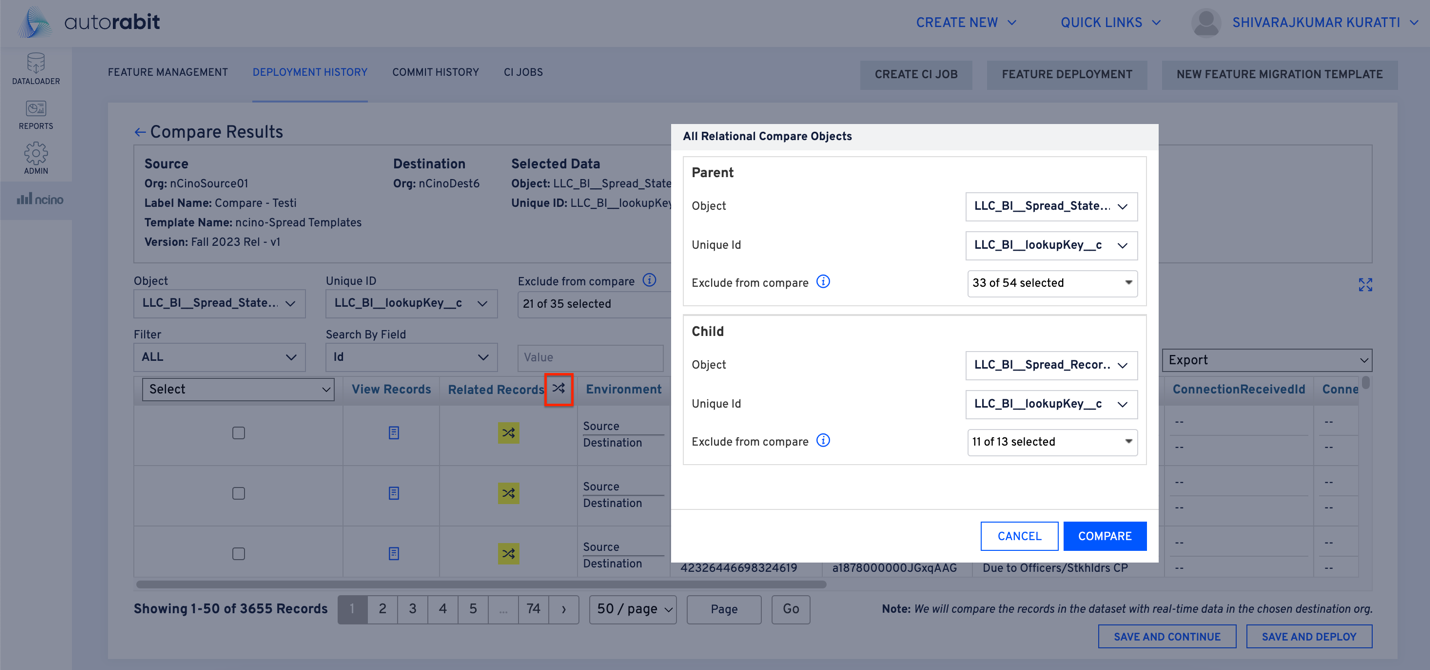 autorabit
CREATE NEW
QUICK LINKS
SHIVARAJKUMAR KURATTI
DATALOADER
REPORTS
ADMIN
ncino
FEATURE MANAGEMENT
DEPLOYMENT HISTORY
COMMIT HISTORY
CI JOBS
CREATE CI JOB
FEATURE DEPLOYMENT
NEW FEATURE MIGRATION TEMPLATE
← Compare Results
Source
Org: nCinoSource01
Label Name: Compare - Testi
Template Name: ncino-Spread Templates
Version: Fall 2023 Rel - v1
Destination
Org: nCinoDest6
Selected Data
Object: LLC_BI__Spread_State
Unique ID: LLC_BI__lookupKey
Object
LLC_BI__Spread_State...
Unique ID
LLC_BI__lookupKey__c
Exclude from compare
21 of 35 selected
Filter
ALL
Search By Field
Id
Value
Export
Select
View Records
Related Records
Environment
ConnectionReceivedId
Conne
Source
Destination
--
--
--
--
Source
Destination
--
--
--
--
Source
Destination
42326446698324619
a1878000000JGxqAAG
Due to Officers/Stkhldrs CP
--
--
--
--
Showing 1-50 of 3655 Records
1
2
3
4
5
...
74
›
50 / page
Page
Go
Note: We will compare the records in the dataset with real-time data in the chosen destination org.
SAVE AND CONTINUE
SAVE AND DEPLOY
All Relational Compare Objects
Parent
Object
LLC_BI__Spread_State...
Unique Id
LLC_BI__lookupKey__c
Exclude from compare
33 of 54 selected
Child
Object
LLC_BI__Spread_Recor...
Unique Id
LLC_BI__lookupKey__c
Exclude from compare
11 of 13 selected
CANCEL
COMPARE